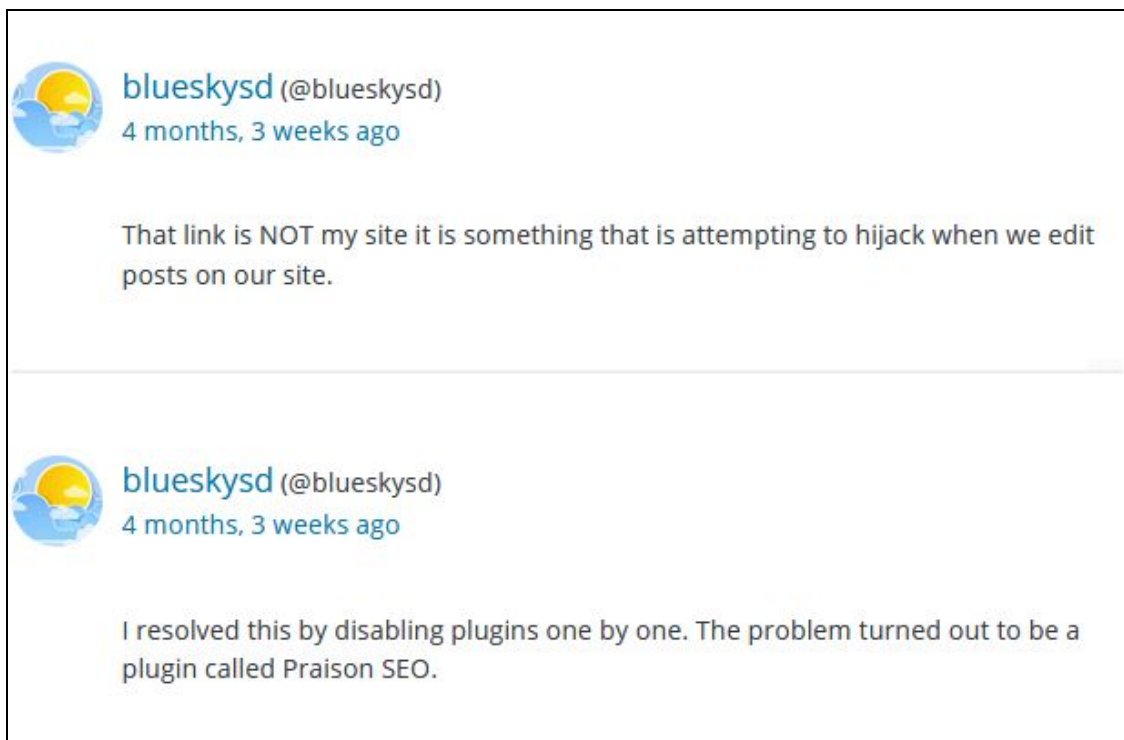 blueskysd (@blueskysd)
4 months, 3 weeks ago
That link is NOT my site it is something that is attempting to hijack when we edit
posts on our site.
blueskysd (@blueskysd)
4 months, 3 weeks ago
I resolved this by disabling plugins one by one. The problem turned out to be a
plugin called Praison SEO.